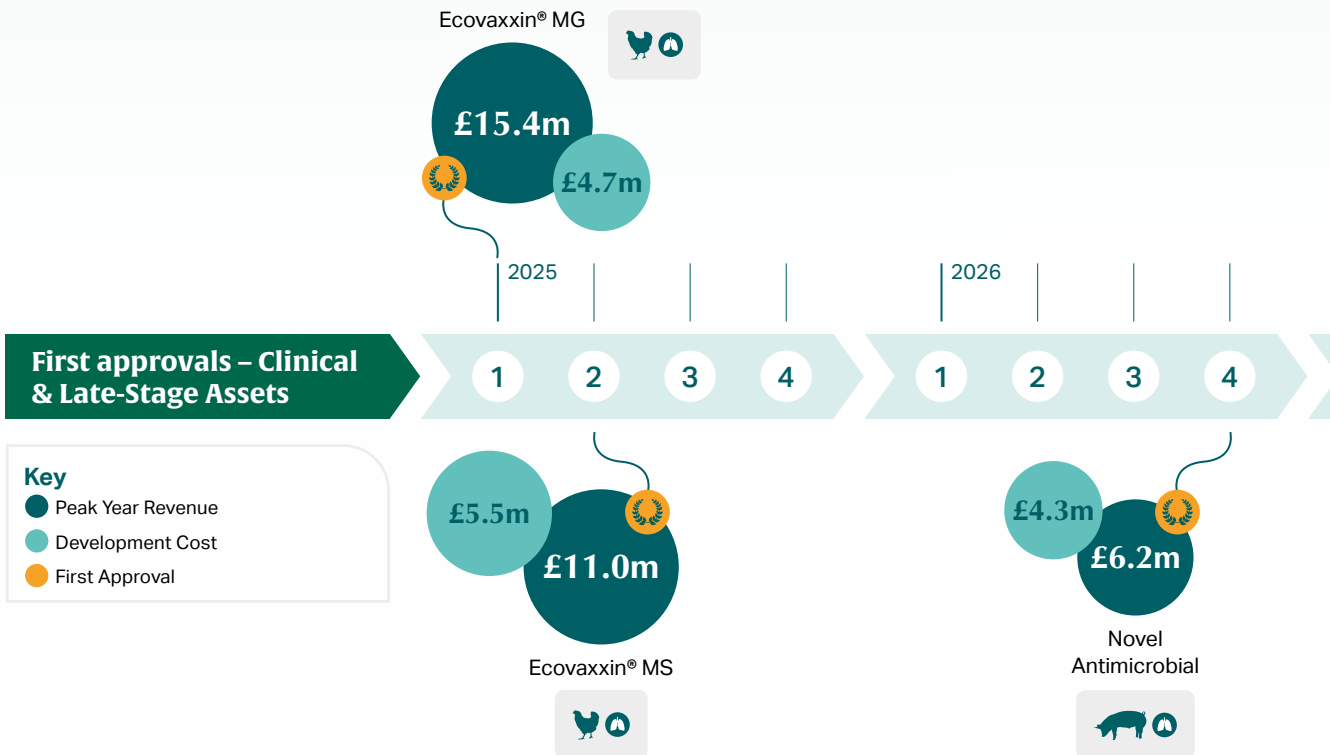 Ecovaxxin® MG
£15.4m
£4.7m
2025
2026
First approvals – Clinical
& Late-Stage Assets
1
2
3
4
1
2
3
4
Key
Peak Year Revenue
Development Cost
First Approval
£5.5m
£11.0m
Ecovaxxin® MS
£4.3m
£6.2m
Novel
Antimicrobial